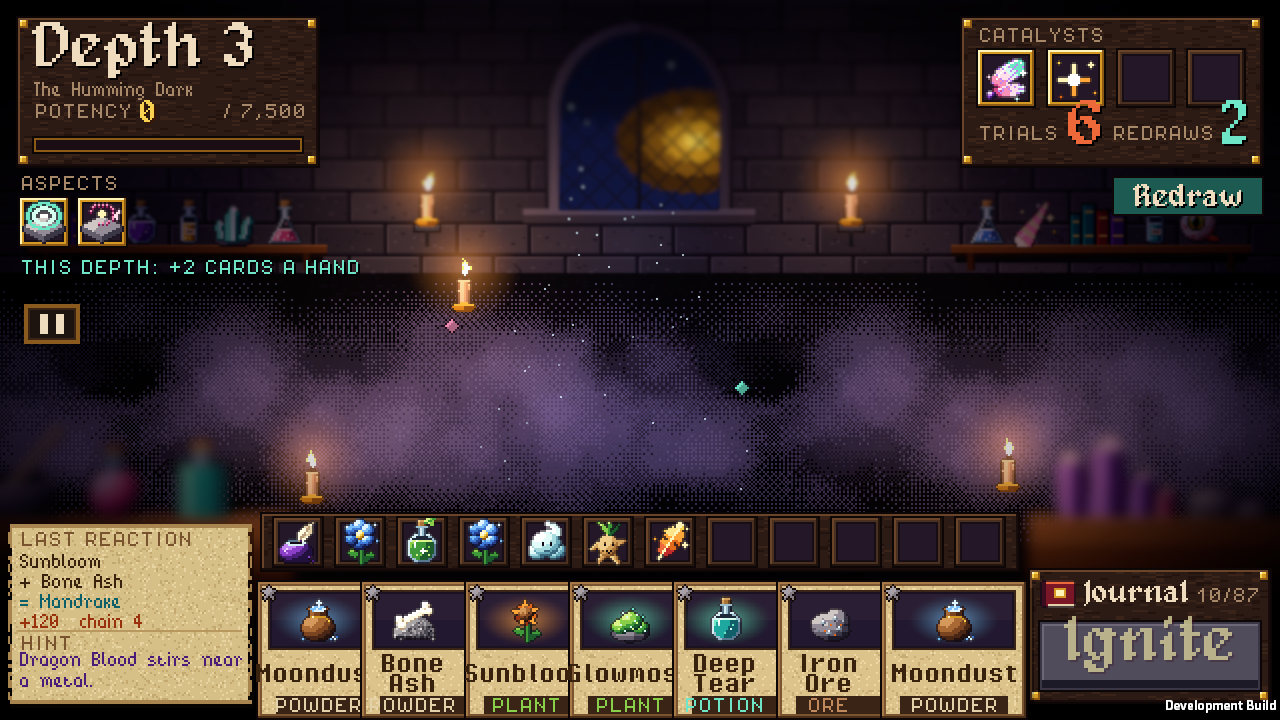 Depth 3
The Humming Dark
POTENCY 0 / 7,500
ASPECTS
THIS DEPTH: +2 CARDS A HAND
CATALYSTS
TRIALS 6 REDRAWS 2
Redraw
LAST REACTION
Sunbloom
+ Bone Ash
= Mandrake
+120 chain 4
HINT
Dragon Blood stirs near
a metal.
Moondus
POWDER
Bone
Ash
OWDER
Sunbloo
PLANT
Glowmos
PLANT
Deep
Tear
POTION
Iron
Ore
ORE
Moondust
POWDER
Journal 10/87
Ignite
Development Build